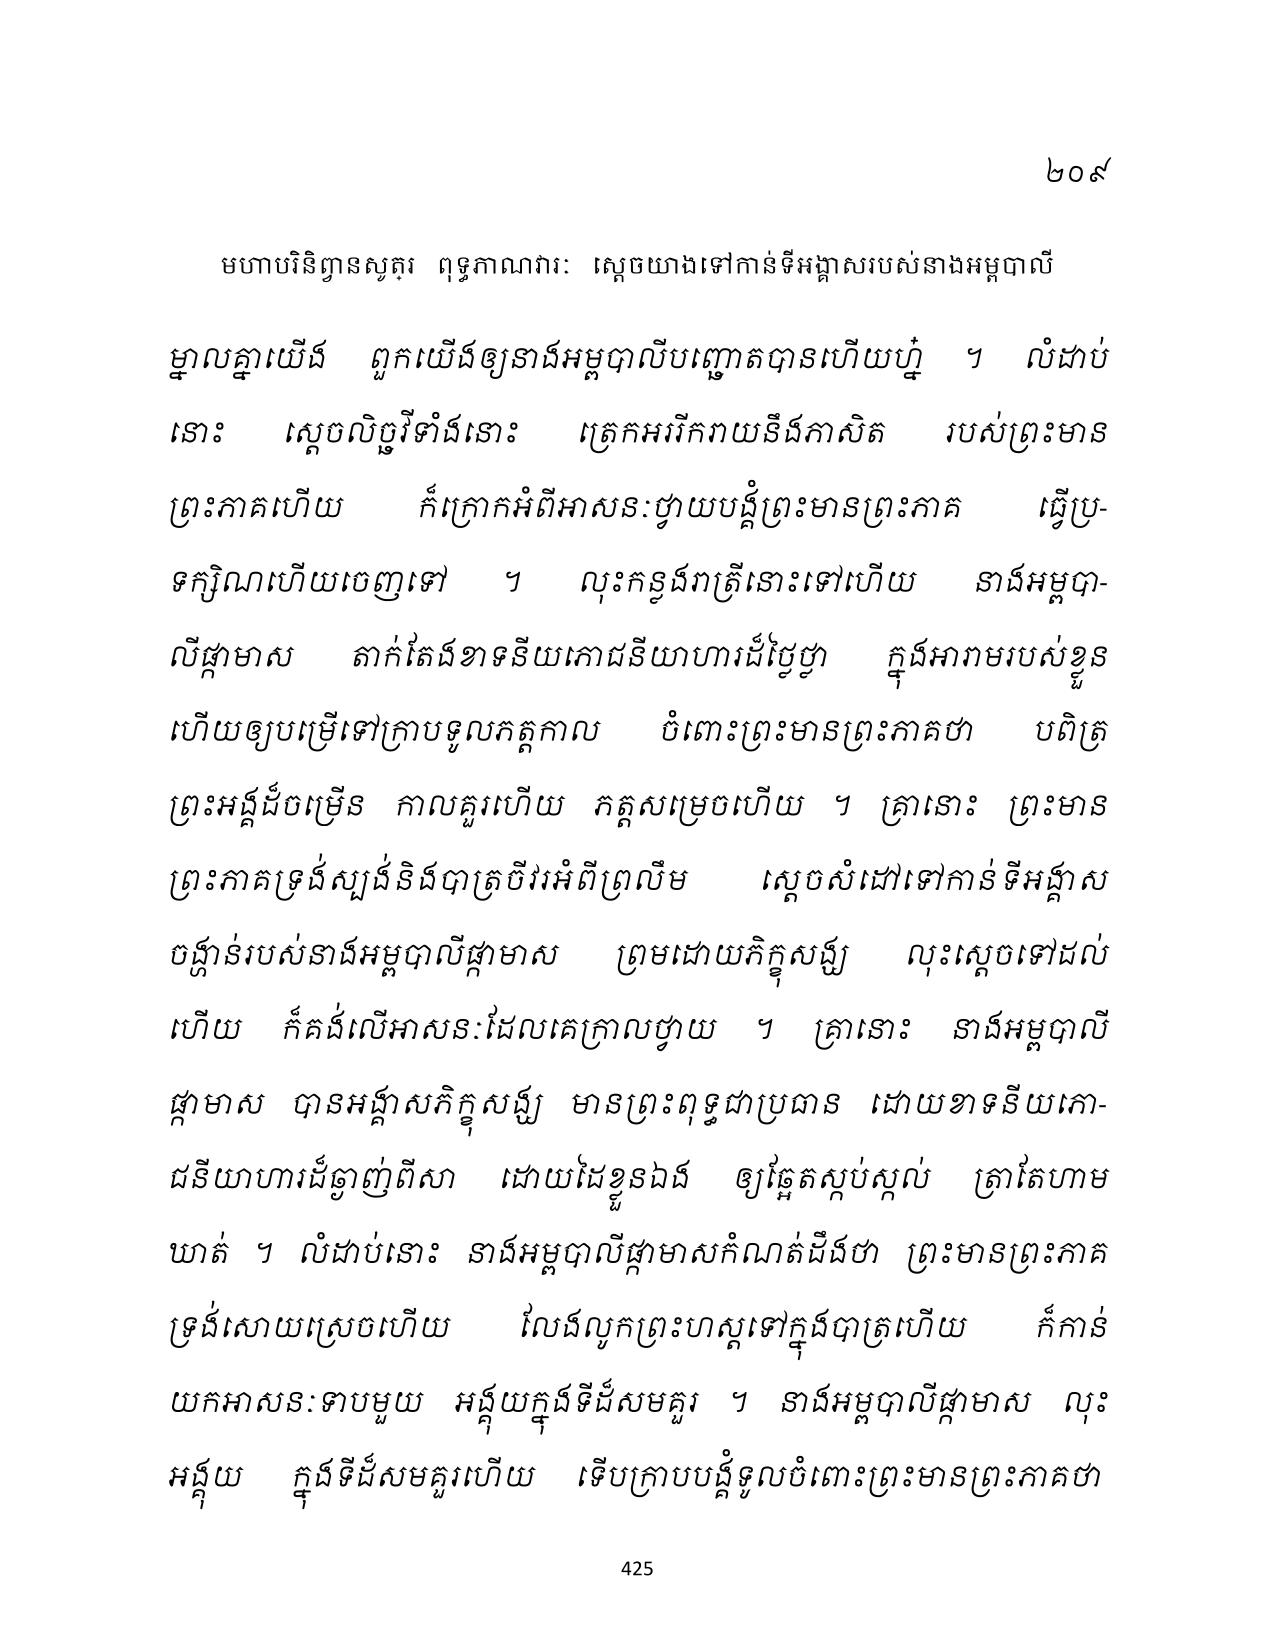 ២០៩
មហាបរិនិព្វានសូត្រ ពុទ្ធភាណវារៈ ស្តេចយាងទៅកាន់ទីអង្គាសរបស់នាងអម្ពបាលី
ម្នាលគ្នាយើង ពួកយើងឲ្យនាងអម្ពបាលីបញ្ឆោតបានហើយហ្ន៎ ។ លំដាប់
នោះ ស្តេចលិច្ឆវីទាំងនោះ ត្រេកអររីករាយនឹងភាសិត របស់ព្រះមាន
ព្រះភាគហើយ ក៏ក្រោកអំពីអាសនៈថ្វាយបង្គំព្រះមានព្រះភាគ ធ្វើប្រ-
ទក្សិណហើយចេញទៅ ។ លុះកន្លងរាត្រីនោះទៅហើយ នាងអម្ពបា-
លីផ្កាមាស តាក់តែងខាទនីយភោជនីយាហារដ៏ថ្លៃថ្លា ក្នុងអារាមរបស់ខ្លួន
ហើយឲ្យបម្រើទៅក្រាបទូលភត្តកាល ចំពោះព្រះមានព្រះភាគថា បពិត្រ
ព្រះអង្គដ៏ចម្រើន កាលគួរហើយ ភត្តសម្រេចហើយ ។ គ្រានោះ ព្រះមាន
ព្រះភាគទ្រង់ស្បង់និងបាត្រចីវរអំពីព្រលឹម ស្តេចសំដៅទៅកាន់ទីអង្គាស
ចង្ហាន់របស់នាងអម្ពបាលីផ្កាមាស ព្រមដោយភិក្ខុសង្ឃ លុះស្តេចទៅដល់
ហើយ ក៏គង់លើអាសនៈដែលគេក្រាលថ្វាយ ។ គ្រានោះ នាងអម្ពបាលី
ផ្កាមាស បានអង្គាសភិក្ខុសង្ឃ មានព្រះពុទ្ធជាប្រធាន ដោយខាទនីយភោ-
ជនីយាហារដ៏ឆ្ងាញ់ពីសា ដោយដៃខ្លួនឯង ឲ្យឆ្អែតស្កប់ស្កល់ ត្រាតែហាម
ឃាត់ ។ លំដាប់នោះ នាងអម្ពបាលីផ្កាមាសកំណត់ដឹងថា ព្រះមានព្រះភាគ
ទ្រង់សោយស្រេចហើយ លែងលូកព្រះហស្តទៅក្នុងបាត្រហើយ ក៏កាន់
យកអាសនៈទាបមួយ អង្គុយក្នុងទីដ៏សមគួរ ។ នាងអម្ពបាលីផ្កាមាស លុះ
អង្គុយ ក្នុងទីដ៏សមគួរហើយ ទើបក្រាបបង្គំទូលចំពោះព្រះមានព្រះភាគថា
425